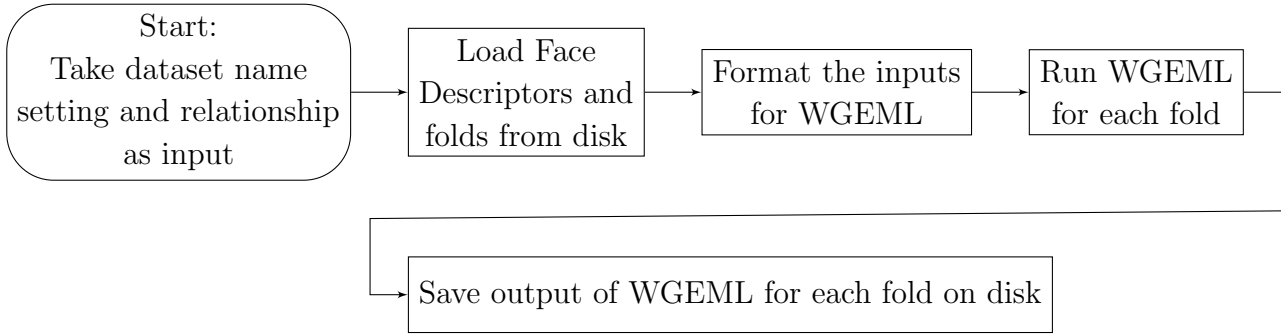 Start:
Take dataset name
setting and relationship
as input
Load Face
Descriptors and
folds from disk
Format the inputs
for WGEML
Run WGEML
for each fold
Save output of WGEML for each fold on disk